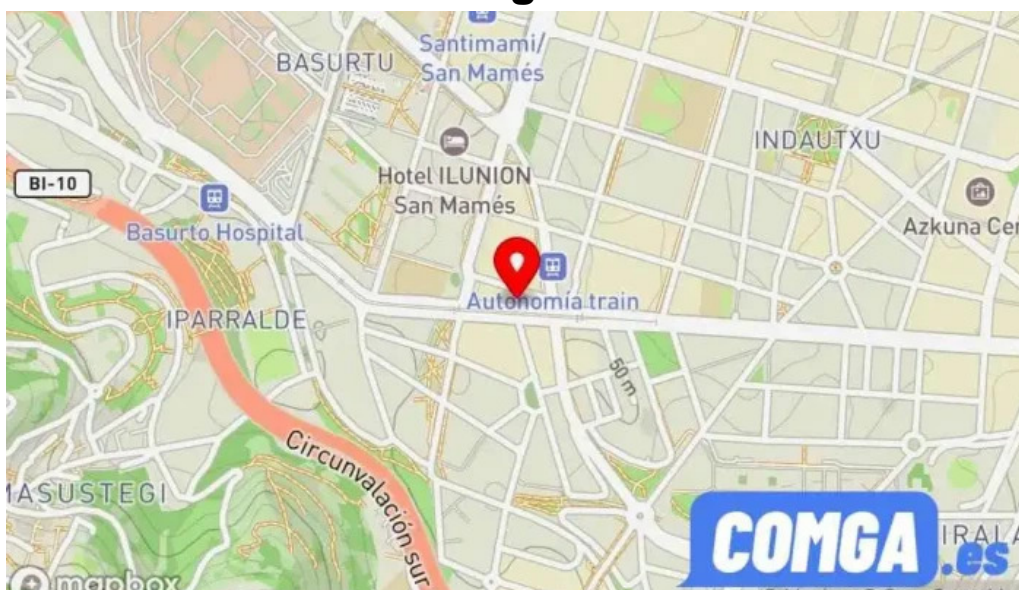 Santimami/
San Mamés
BASURTU
INDAUTXU
Hotel ILUNION
San Mamés
BI-10
Azkuna Cer
Basurto Hospital
Autonomía train
IPARRALDE
50 m
Circunvalación sur
MASUSTEGI
COMGA.es
IRALA
mapbox